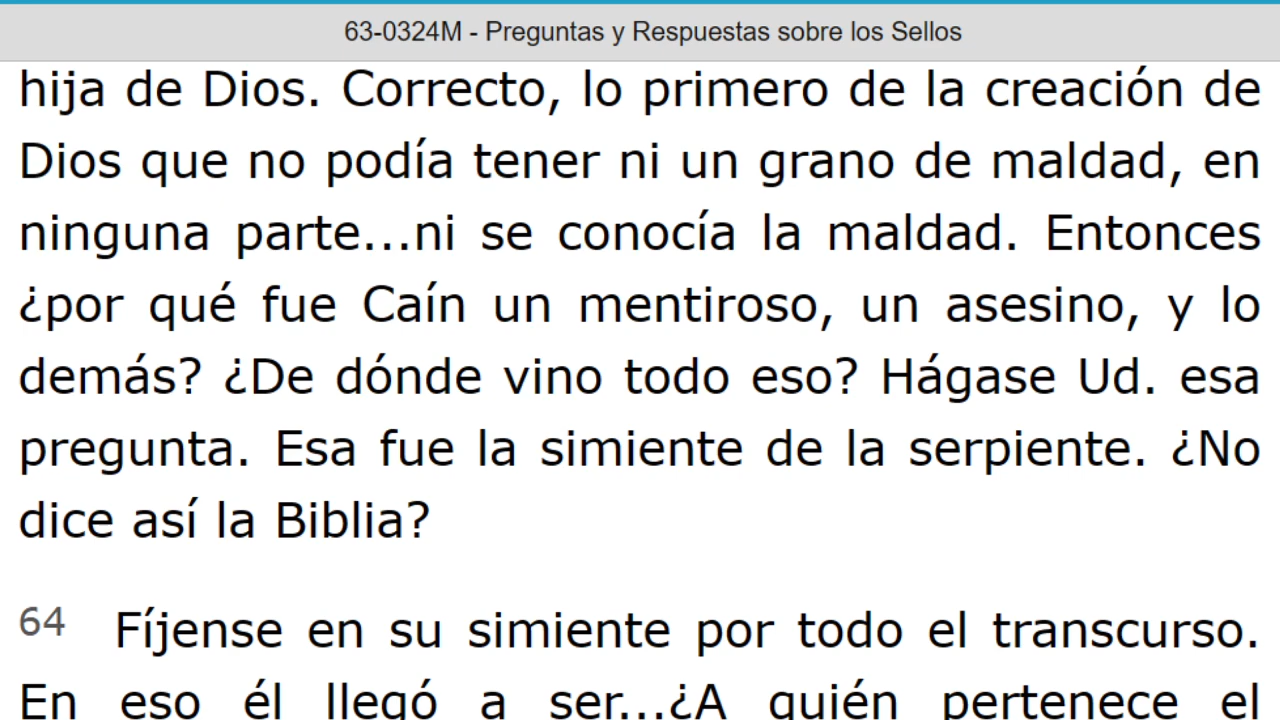 63-0324M - Preguntas y Respuestas sobre los Sellos
hija de Dios. Correcto, lo primero de la creación de
Dios que no podía tener ni un grano de maldad, en
ninguna parte...ni se conocía la maldad. Entonces
¿por qué fue Caín un mentiroso, un asesino, y lo
demás? ¿De dónde vino todo eso? Hágase Ud. esa
pregunta. Esa fue la simiente de la serpiente. ¿No
dice así la Biblia?
64 Fíjense en su simiente por todo el transcurso.
En eso él llegó a ser...¿A quién pertenece el